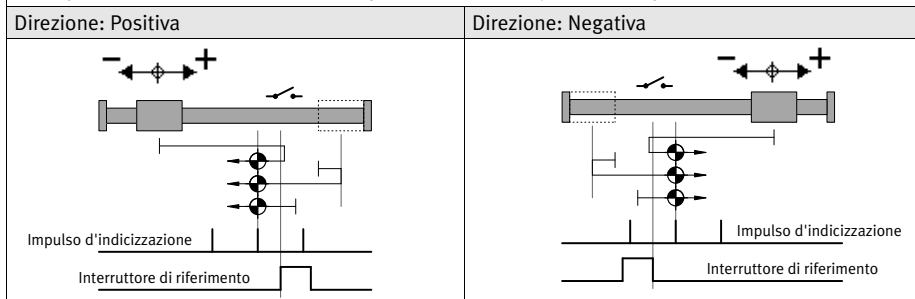 Direzione: Positiva
Direzione: Negativa
Impulso d'indicizzazione
Interruttore di riferimento
Impulso d'indicizzazione
Interruttore di riferimento